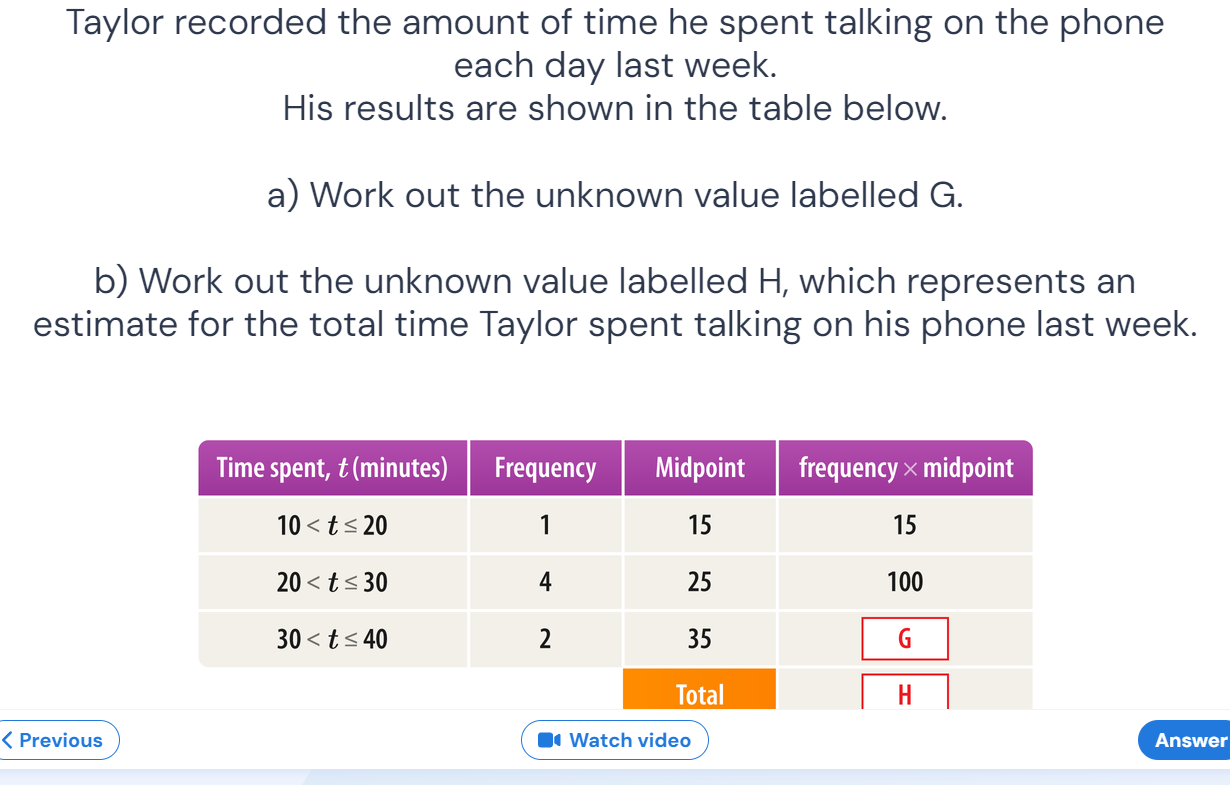 Taylor recorded the amount of time he spent talking on the phone
each day last week.
His results are shown in the table below.
a) Work out the unknown value labelled G.
b) Work out the unknown value labelled H, which represents an
estimate for the total time Taylor spent talking on his phone last week.
Time spent, t (minutes) Frequency Midpoint frequency × midpoint
10 < t ≤ 20 1 15 15
20 < t ≤ 30 4 25 100
30 < t ≤ 40 2 35 G
Total H
Previous Watch video Answer